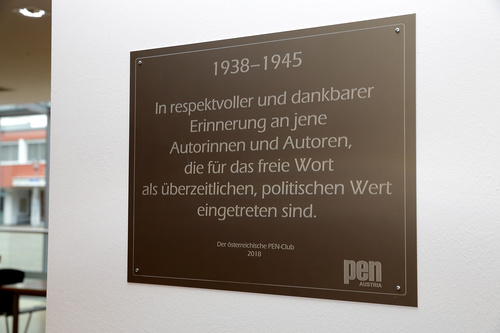 1938–1945
In respektvoller und dankbarer
Erinnerung an jene
Autorinnen und Autoren,
die für das freie Wort
als überzeitlichen, politischen Wert
eingetreten sind.
Der österreichische PEN-Club
2018
pen
AUSTRIA